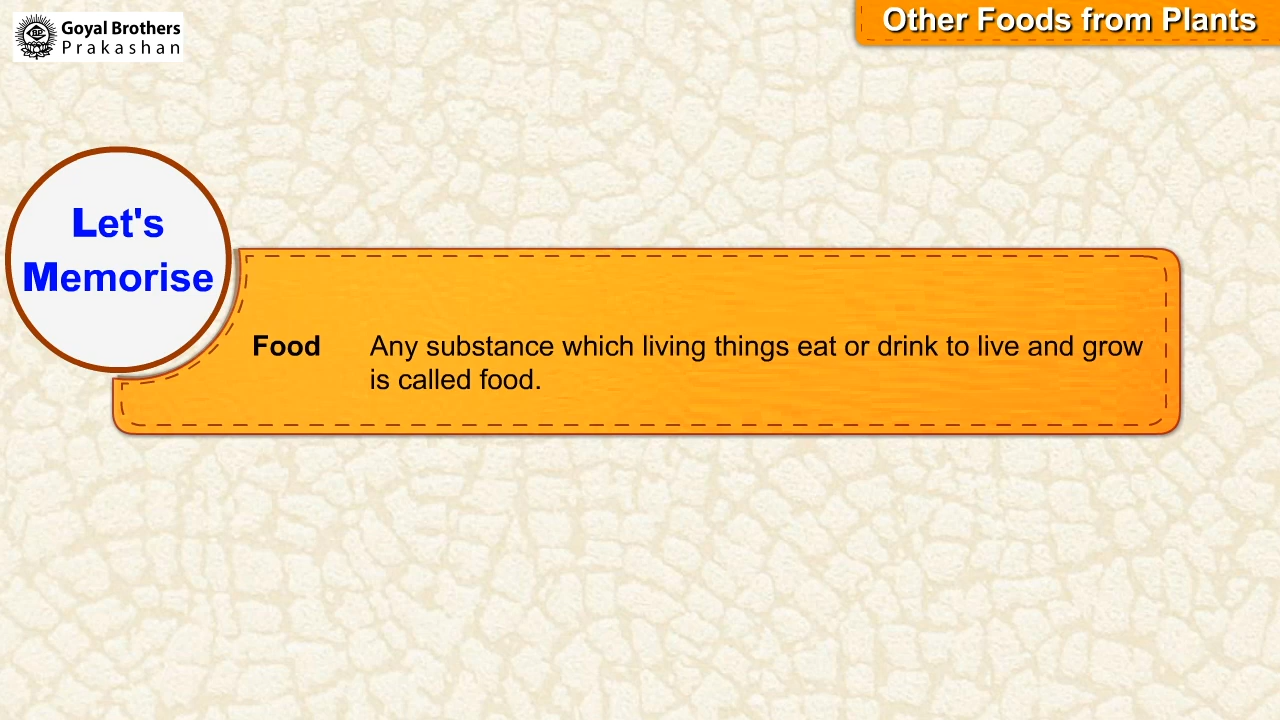 Goyal Brothers
Prakashan
Other Foods from Plants
Let's
Memorise
Food Any substance which living things eat or drink to live and grow
is called food.